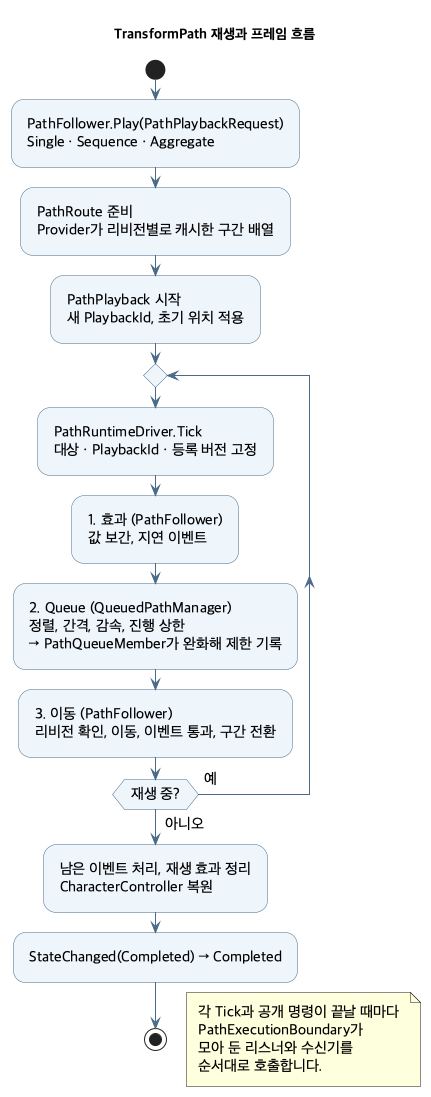 TransformPath 재생과 프레임 흐름
PathFollower.Play(PathPlaybackRequest)
Single · Sequence · Aggregate
PathRoute 준비
Provider가 리비전별로 캐시한 구간 배열
PathPlayback 시작
새 PlaybackId, 초기 위치 적용
PathRuntimeDriver.Tick
대상 · PlaybackId · 등록 버전 고정
1. 효과 (PathFollower)
값 보간, 지연 이벤트
2. Queue (QueuedPathManager)
정렬, 간격, 감속, 진행 상한
→ PathQueueMember가 완화해 제한 기록
3. 이동 (PathFollower)
리비전 확인, 이동, 이벤트 통과, 구간 전환
재생 중?
예
아니오
남은 이벤트 처리, 재생 효과 정리
CharacterController 복원
StateChanged(Completed) → Completed
각 Tick과 공개 명령이 끝날 때마다
PathExecutionBoundary가
모아 둔 리스너와 수신기를
순서대로 호출합니다.